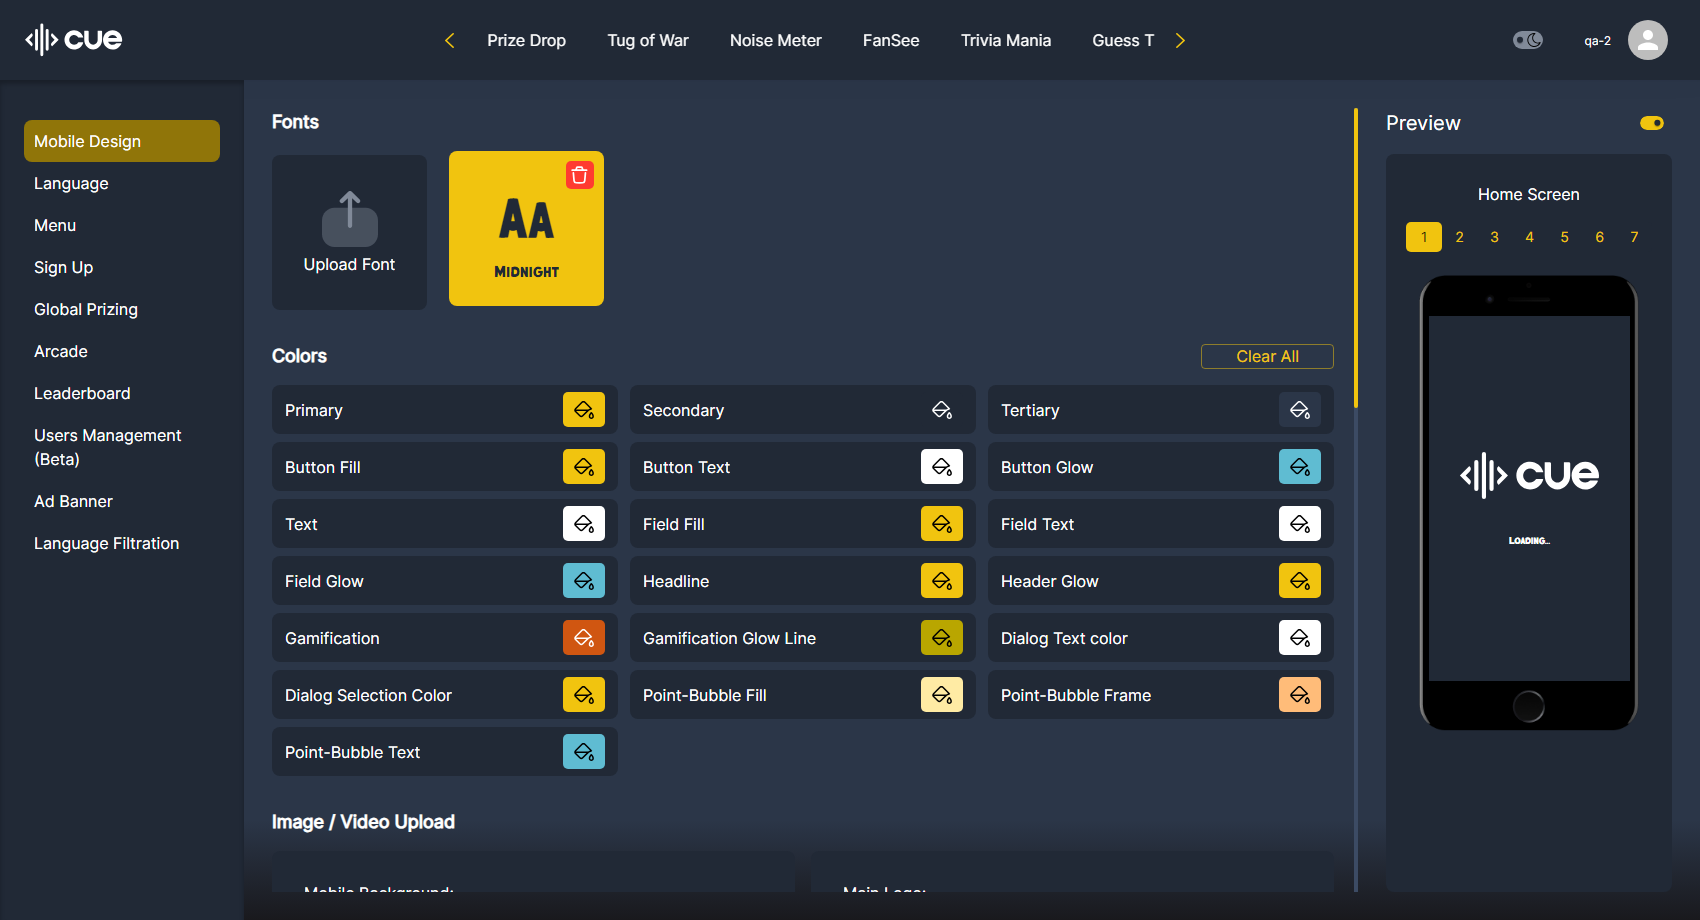 cue
Prize Drop
Tug of War
Noise Meter
FanSee
Trivia Mania
Guess T
qa-2
Mobile Design
Language
Menu
Sign Up
Global Prizing
Arcade
Leaderboard
Users Management
(Beta)
Ad Banner
Language Filtration
Fonts
Upload Font
AA
MIDNIGHT
Colors
Clear All
Primary
Secondary
Tertiary
Button Fill
Button Text
Button Glow
Text
Field Fill
Field Text
Field Glow
Headline
Header Glow
Gamification
Gamification Glow Line
Dialog Text color
Dialog Selection Color
Point-Bubble Fill
Point-Bubble Frame
Point-Bubble Text
Image / Video Upload
Mobile Background:
Main Logo:
Preview
Home Screen
1 2 3 4 5 6 7
cue
LOADING...